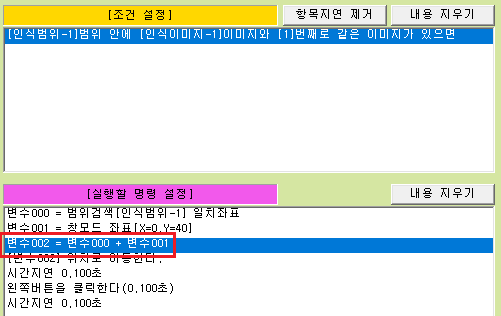 [조건 설정]
항목지연 제거
내용 지우기
[인식범위-1]범위 안에 [인식이미지-1]이미지와 [1]번째로 같은 이미지가 있으면
[실행할 명령 설정]
내용 지우기
변수000 = 범위검색[인식범위-1] 일치좌표
변수001 = 창모드 좌표[X=0,Y=40]
변수002 = 변수000 + 변수001
[변수002] 위치로 이동한다.
시간지연 0,100초
왼쪽버튼을 클릭한다(0,100초)
시간지연 0,100초